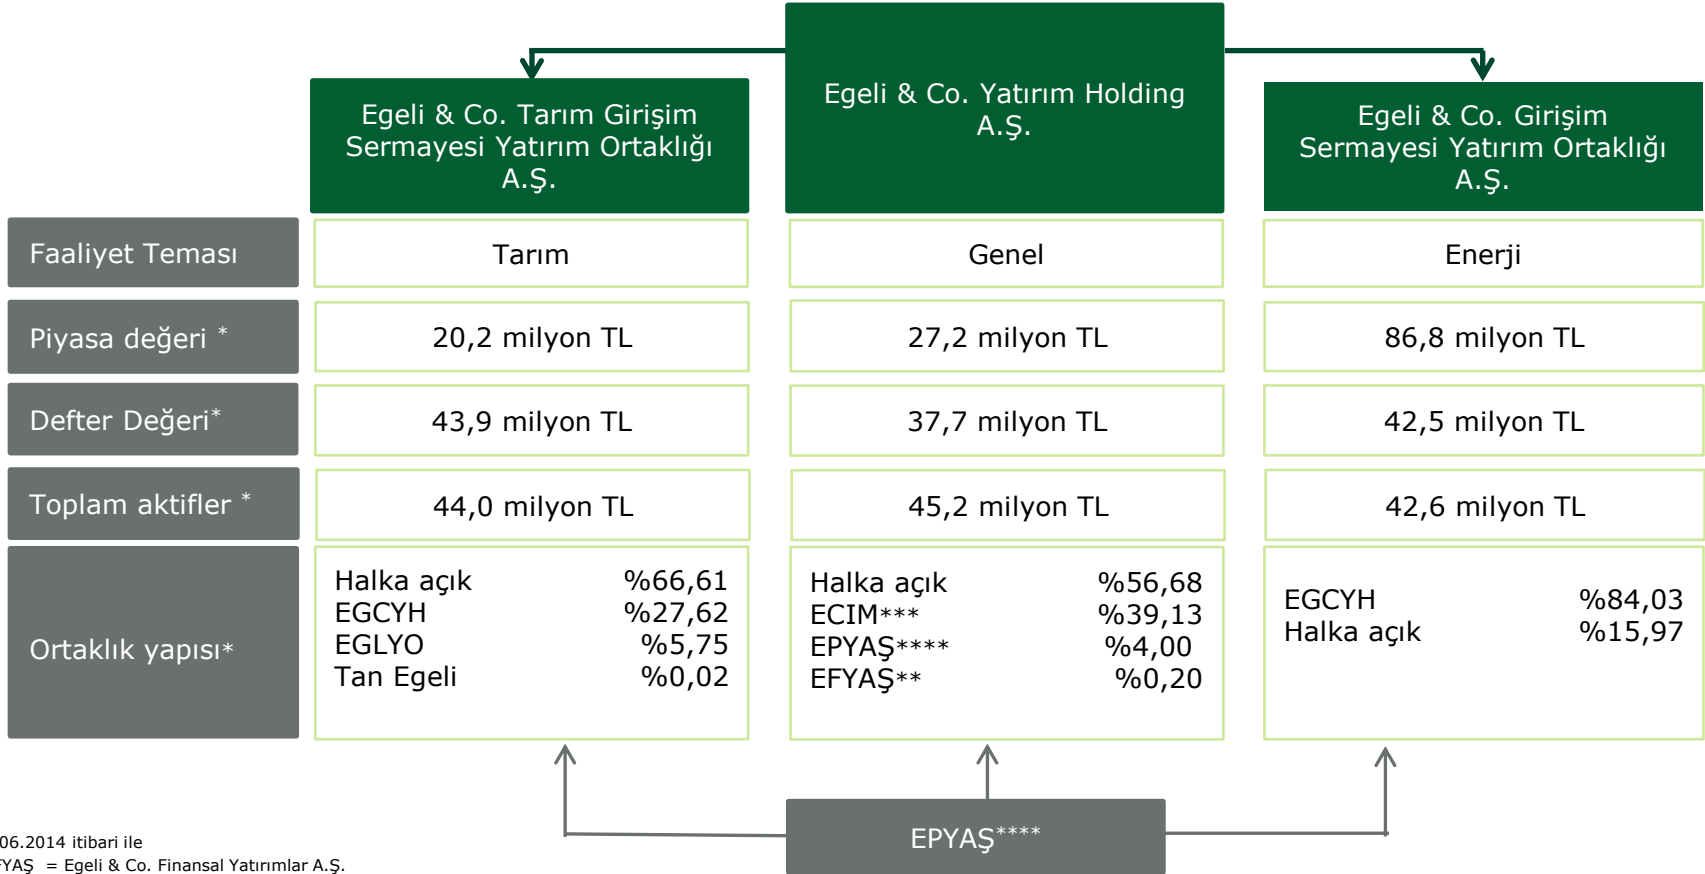 Egeli & Co. Yatırım Holding
A.Ş.
Egeli & Co. Tarım Girişim
Sermayesi Yatırım Ortaklığı
A.Ş.
Egeli & Co. Girişim
Sermayesi Yatırım Ortaklığı
A.Ş.
Faaliyet Teması
Tarım
Genel
Enerji
Piyasa değeri *
20,2 milyon TL
27,2 milyon TL
86,8 milyon TL
Defter Değeri*
43,9 milyon TL
37,7 milyon TL
42,5 milyon TL
Toplam aktifler *
44,0 milyon TL
45,2 milyon TL
42,6 milyon TL
Ortaklık yapısı*
Halka açık %66,61
EGCYH %27,62
EGLYO %5,75
Tan Egeli %0,02
Halka açık %56,68
ECIM*** %39,13
EPYAŞ**** %4,00
EFYAŞ** %0,20
EGCYH %84,03
Halka açık %15,97
EPYAŞ****
06.2014 itibari ile
FYAŞ = Egeli & Co. Finansal Yatırımlar A.Ş.